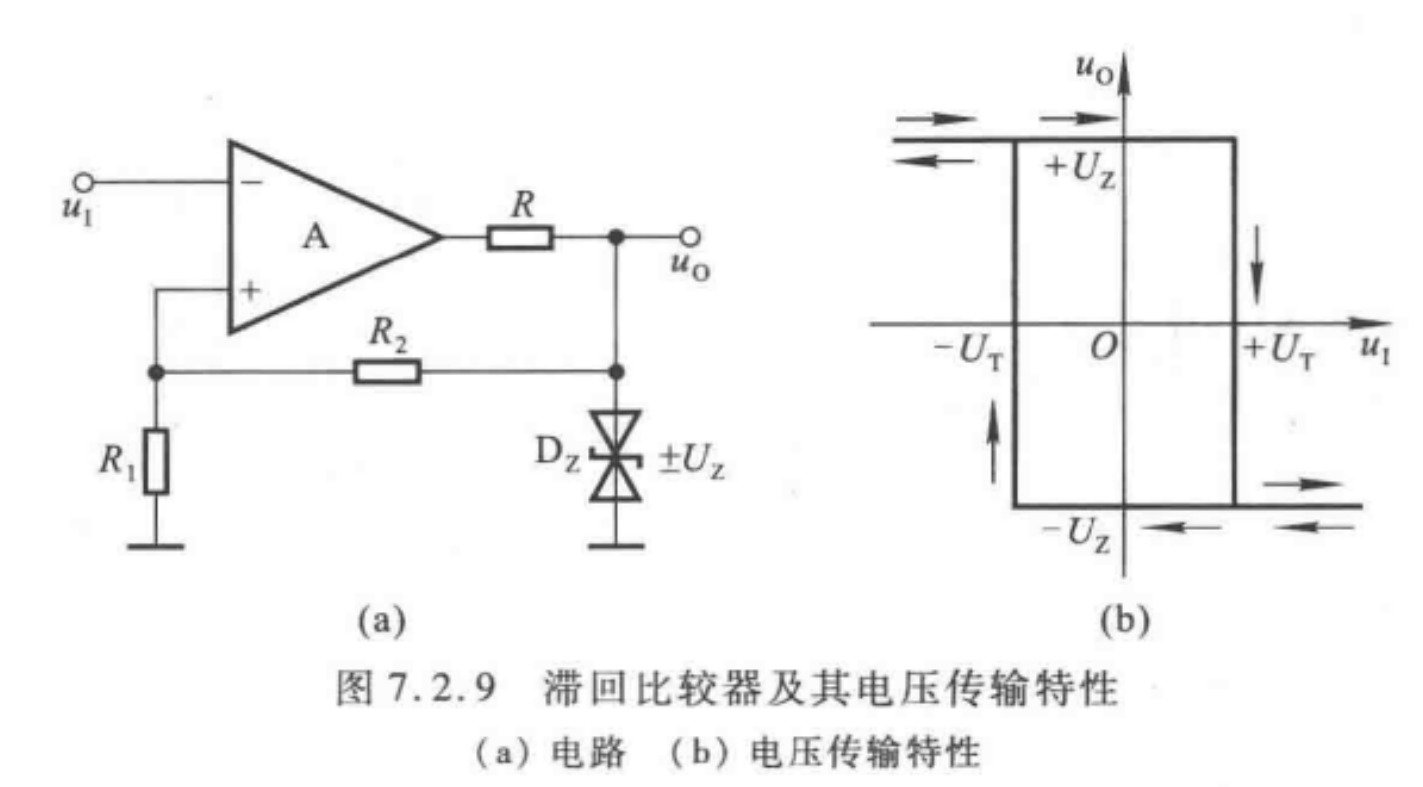 u_I
−
+
A
R
u_O
R_2
R_1
D_Z ±U_Z
(a)
u_O
+U_Z
−U_T O +U_T u_I
−U_Z
(b)
图 7.2.9 滞回比较器及其电压传输特性
(a) 电路 (b) 电压传输特性